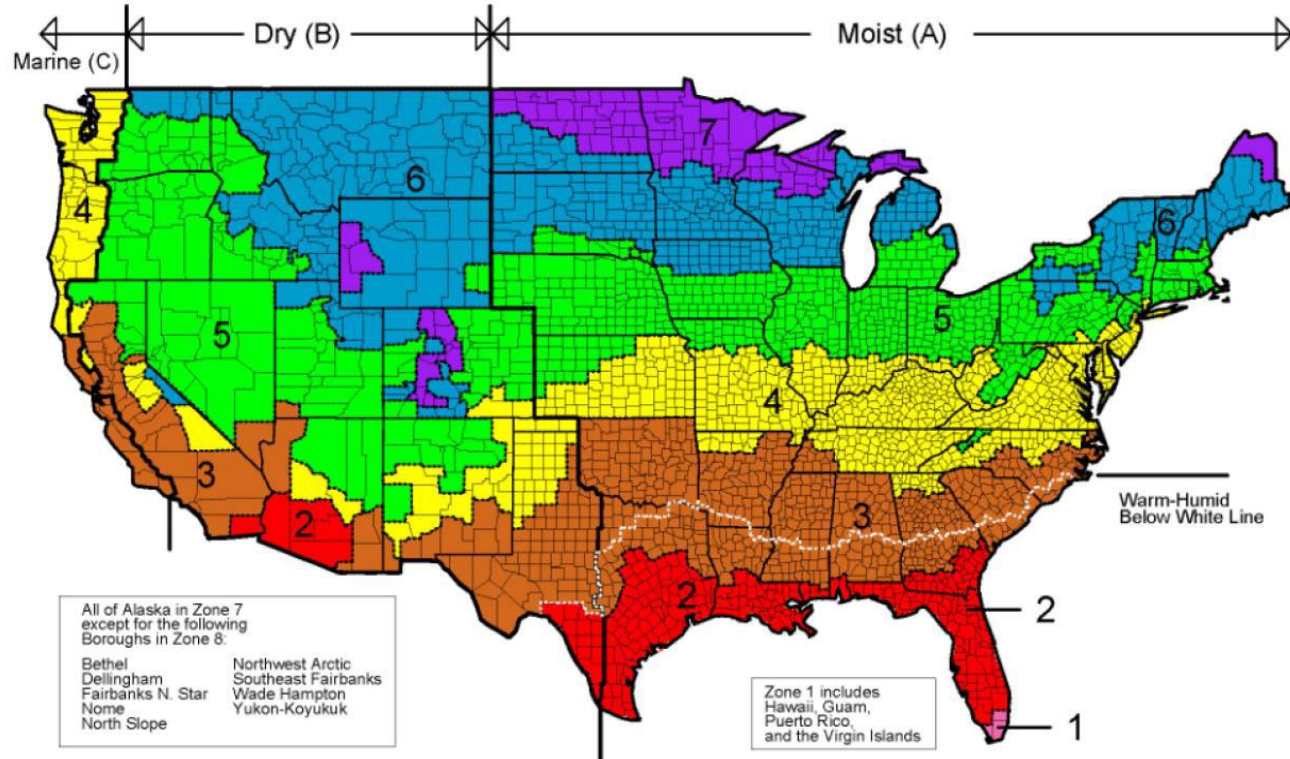 Marine (C)
Dry (B)
Moist (A)
7
6
4
6
5
5
4
3
3
Warm-Humid
Below White Line
2
2
2
1
All of Alaska in Zone 7
except for the following
Boroughs in Zone 8:
Bethel
Dellingham
Fairbanks N. Star
Nome
North Slope
Northwest Arctic
Southeast Fairbanks
Wade Hampton
Yukon-Koyukuk
Zone 1 includes
Hawaii, Guam,
Puerto Rico,
and the Virgin Islands